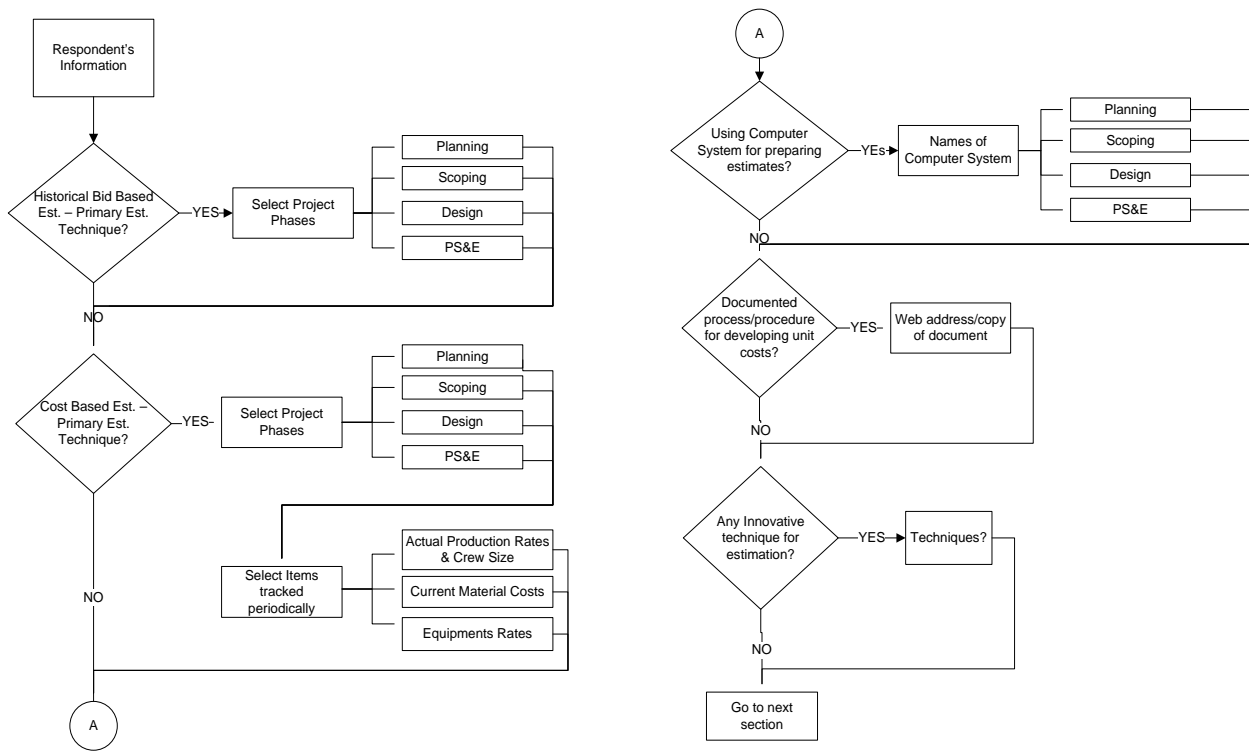 Respondent's
Information
Historical Bid Based
Est. – Primary Est.
Technique?
YES
Select Project
Phases
Planning
Scoping
Design
PS&E
NO
Cost Based Est. –
Primary Est.
Technique?
YES
Select Project
Phases
Planning
Scoping
Design
PS&E
Select Items
tracked
periodically
Actual Production Rates
& Crew Size
Current Material Costs
Equipments Rates
NO
A
A
Using Computer
System for preparing
estimates?
YEs
Names of
Computer System
Planning
Scoping
Design
PS&E
NO
Documented
process/procedure
for developing unit
costs?
YES
Web address/copy
of document
NO
Any Innovative
technique for
estimation?
YES
Techniques?
NO
Go to next
section